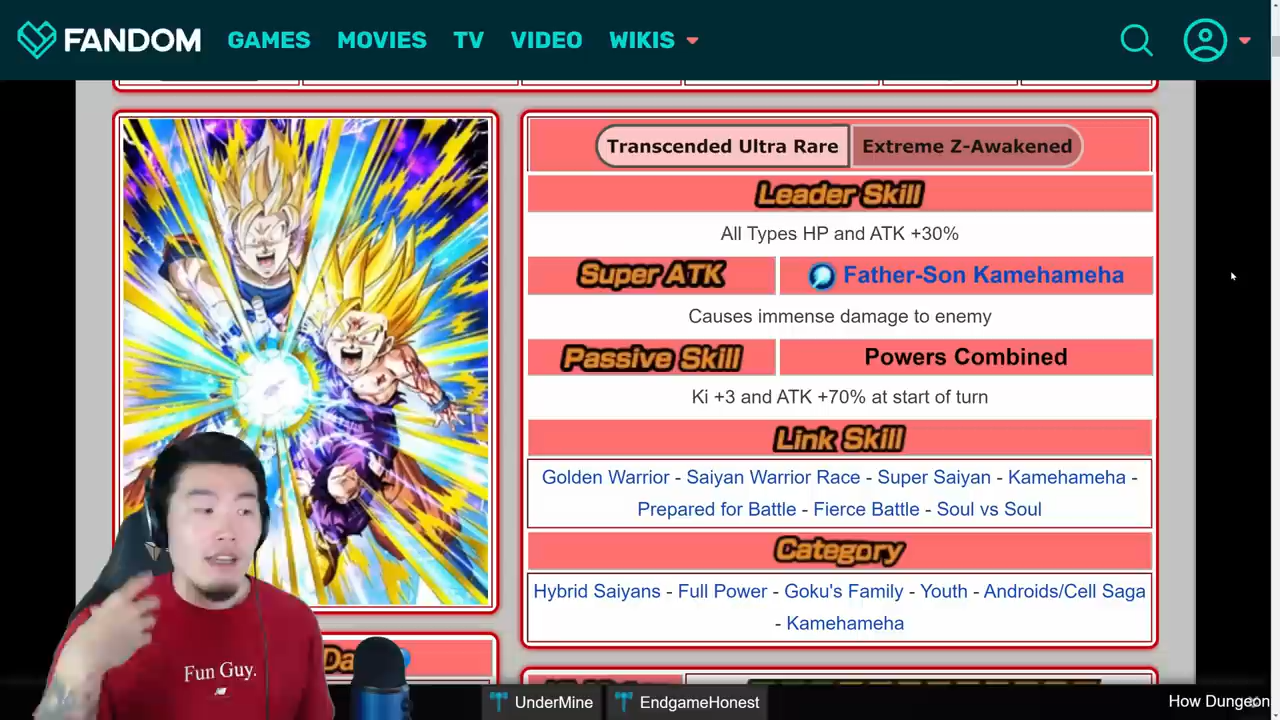 FANDOM GAMES MOVIES TV VIDEO WIKIS
Transcended Ultra Rare Extreme Z-Awakened
Leader Skill
All Types HP and ATK +30%
Super ATK Father-Son Kamehameha
Causes immense damage to enemy
Passive Skill Powers Combined
Ki +3 and ATK +70% at start of turn
Link Skill
Golden Warrior - Saiyan Warrior Race - Super Saiyan - Kamehameha -
Prepared for Battle - Fierce Battle - Soul vs Soul
Category
Hybrid Saiyans - Full Power - Goku's Family - Youth - Androids/Cell Saga
- Kamehameha
Fun Guy.
UnderMine EndgameHonest How Dungeon